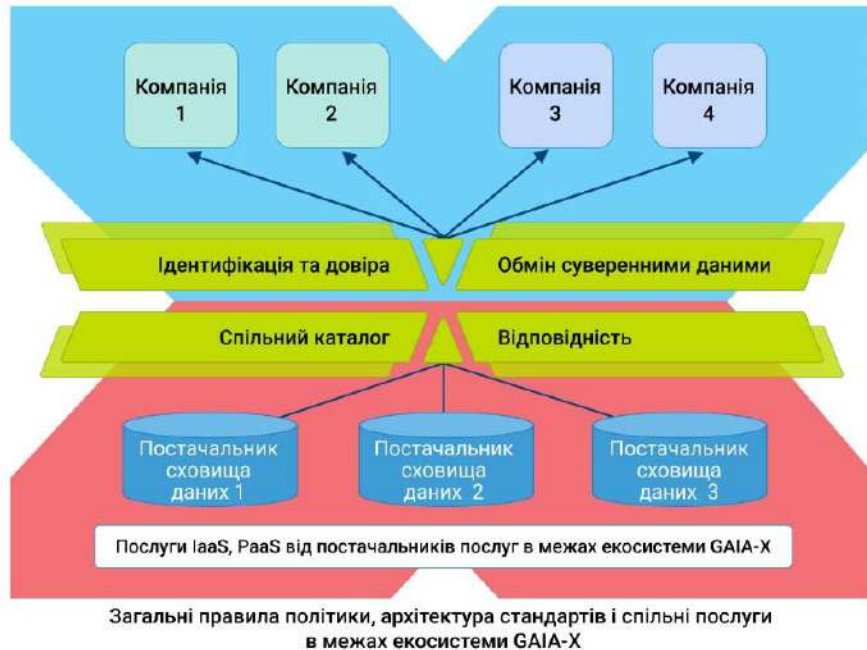 Компанія
1
Компанія
2
Компанія
3
Компанія
4
Ідентифікація та довіра
Обмін суверенними даними
Спільний каталог
Відповідність
Постачальник
сховища
даних 1
Постачальник
сховища
даних 2
Постачальник
сховища
даних 3
Послуги IaaS, PaaS від постачальників послуг в межах екосистеми GAIA-X
Загальні правила політики, архітектура стандартів і спільні послуги
в межах екосистеми GAIA-X